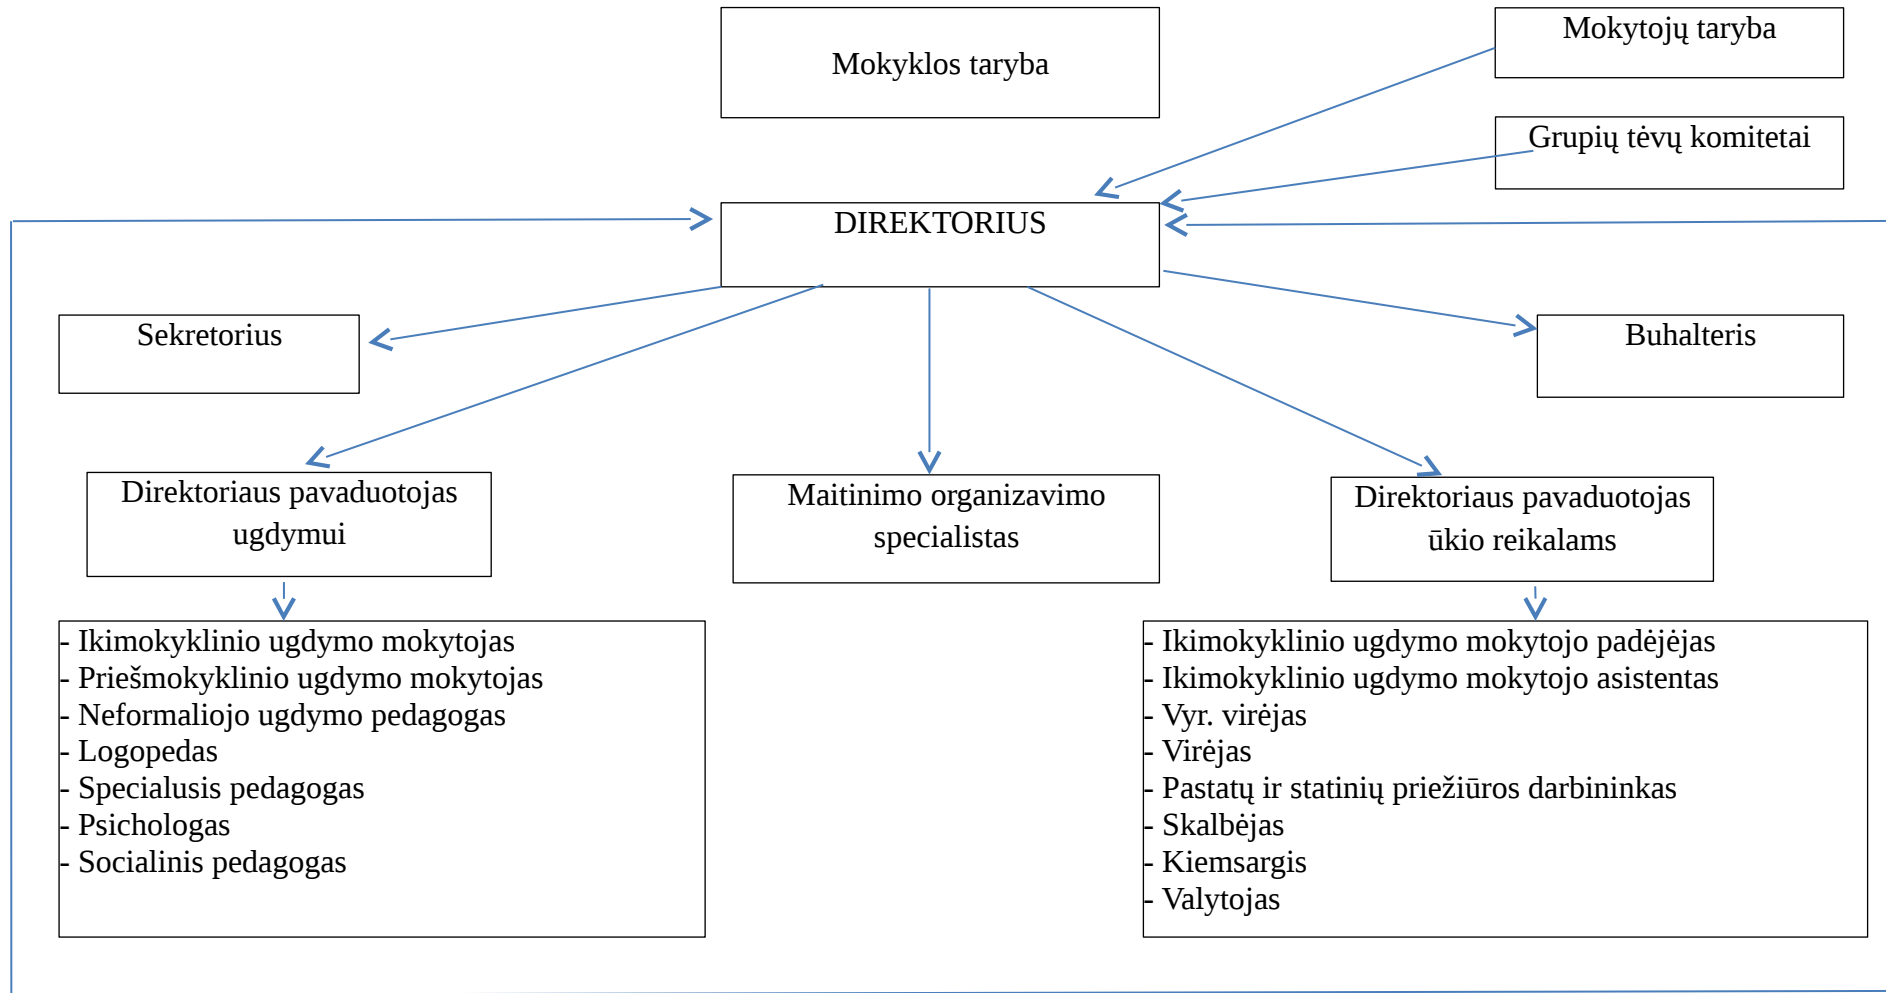 Mokyklos taryba
Mokytojų taryba
Grupių tėvų komitetai
DIREKTORIUS
Sekretorius
Buhalteris
Direktoriaus pavaduotojas
ugdymui
Maitinimo organizavimo
specialistas
Direktoriaus pavaduotojas
ūkio reikalams
- Ikimokyklinio ugdymo mokytojas
- Priešmokyklinio ugdymo mokytojas
- Neformaliojo ugdymo pedagogas
- Logopedas
- Specialusis pedagogas
- Psichologas
- Socialinis pedagogas
- Ikimokyklinio ugdymo mokytojo padėjėjas
- Ikimokyklinio ugdymo mokytojo asistentas
- Vyr. virėjas
- Virėjas
- Pastatų ir statinių priežiūros darbininkas
- Skalbėjas
- Kiemsargis
- Valytojas